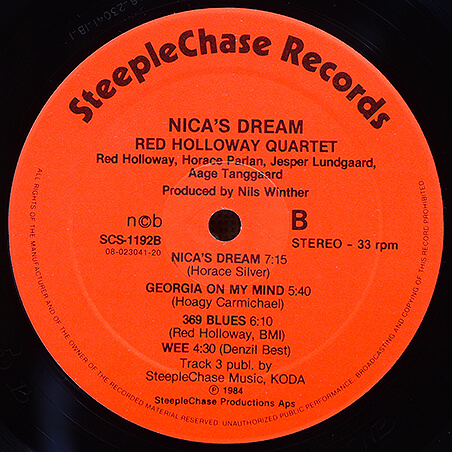 SteepleChase Records
NICA'S DREAM
RED HOLLOWAY QUARTET
Red Holloway, Horace Parlan, Jesper Lundgaard,
Aage Tanggaard
Produced by Nils Winther
n©b
B
SCS-1192B
STEREO - 33 rpm
08-023041-20
NICA'S DREAM 7:15
(Horace Silver)
GEORGIA ON MY MIND 5:40
(Hoagy Carmichael)
369 BLUES 6:10
(Red Holloway, BMI)
WEE 4:30 (Denzil Best)
Track 3 publ. by
SteepleChase Music, KODA
℗ 1984
SteepleChase Productions Aps
ALL RIGHTS OF THE MANUFACTURER AND OF THE OWNER OF THE RECORDED MATERIAL RESERVED. UNAUTHORIZED PUBLIC PERFORMANCE, BROADCASTING AND COPYING OF THIS RECORD PROHIBITED